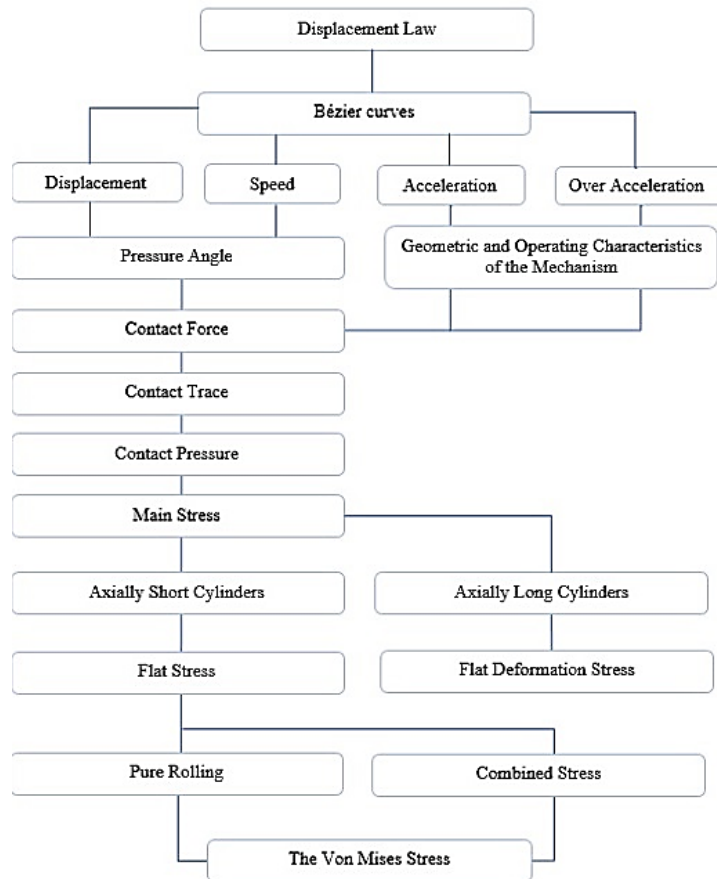 Displacement Law
Bézier curves
Displacement
Speed
Acceleration
Over Acceleration
Pressure Angle
Geometric and Operating Characteristics
of the Mechanism
Contact Force
Contact Trace
Contact Pressure
Main Stress
Axially Short Cylinders
Axially Long Cylinders
Flat Stress
Flat Deformation Stress
Pure Rolling
Combined Stress
The Von Mises Stress